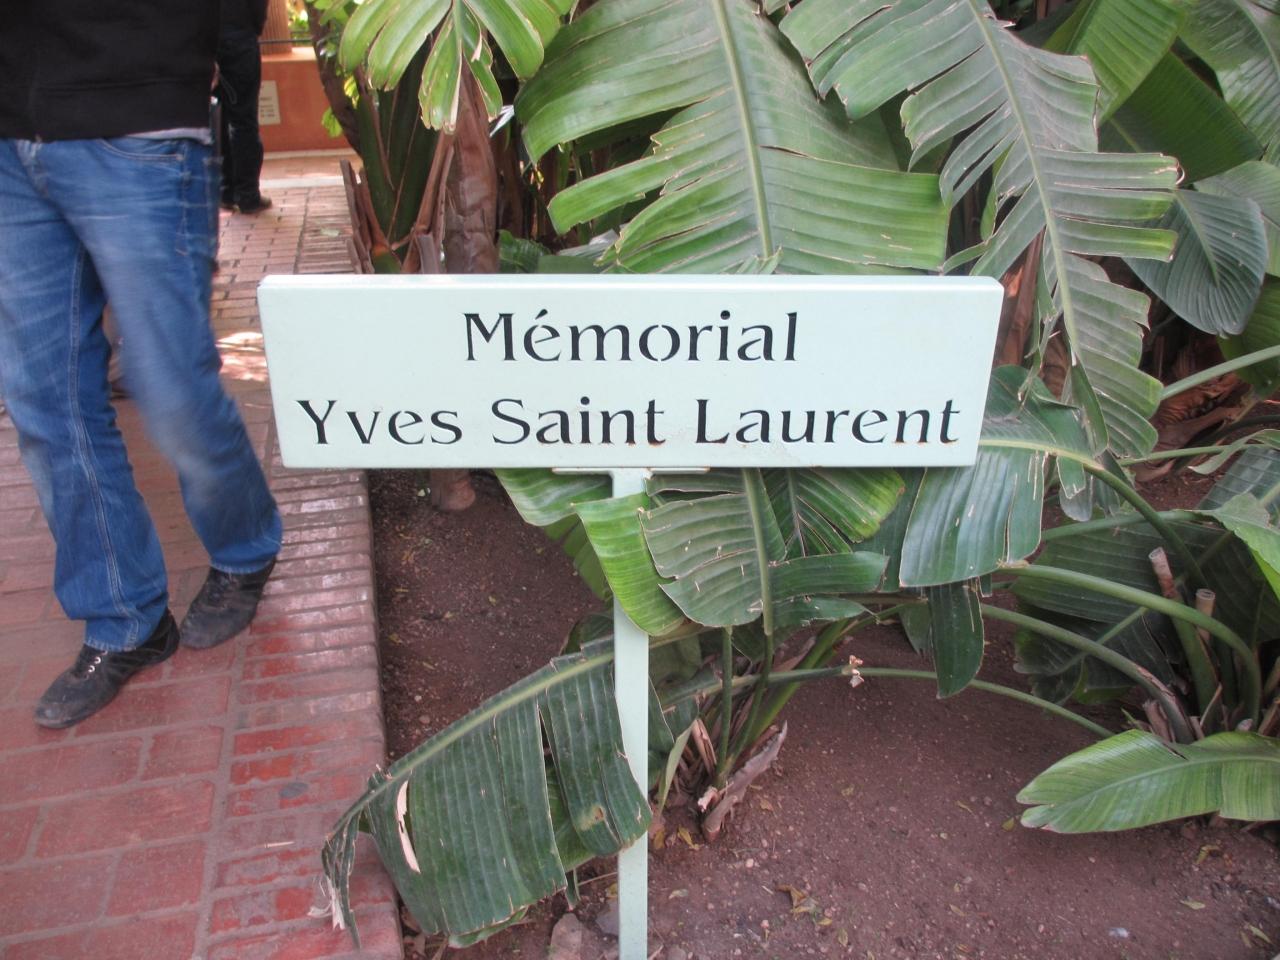 Mémorial
Yves Saint Laurent